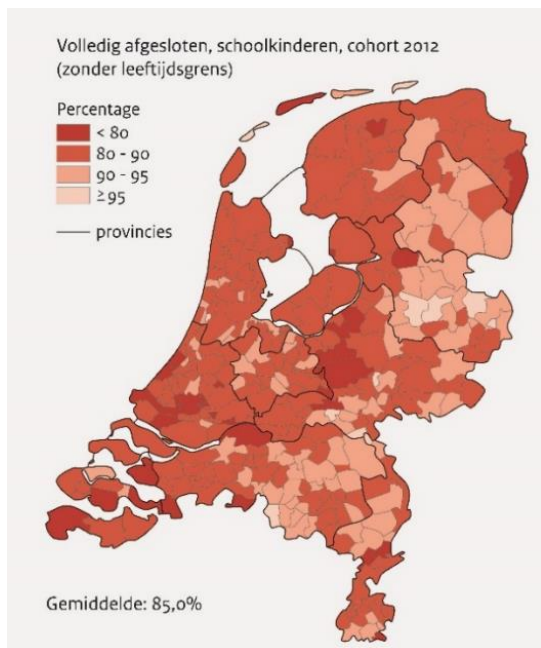 Volledig afgesloten, schoolkinderen, cohort 2012
(zonder leeftijdsgrens)
Percentage
< 80
80 - 90
90 - 95
≥95
provincies
Gemiddelde: 85,0%